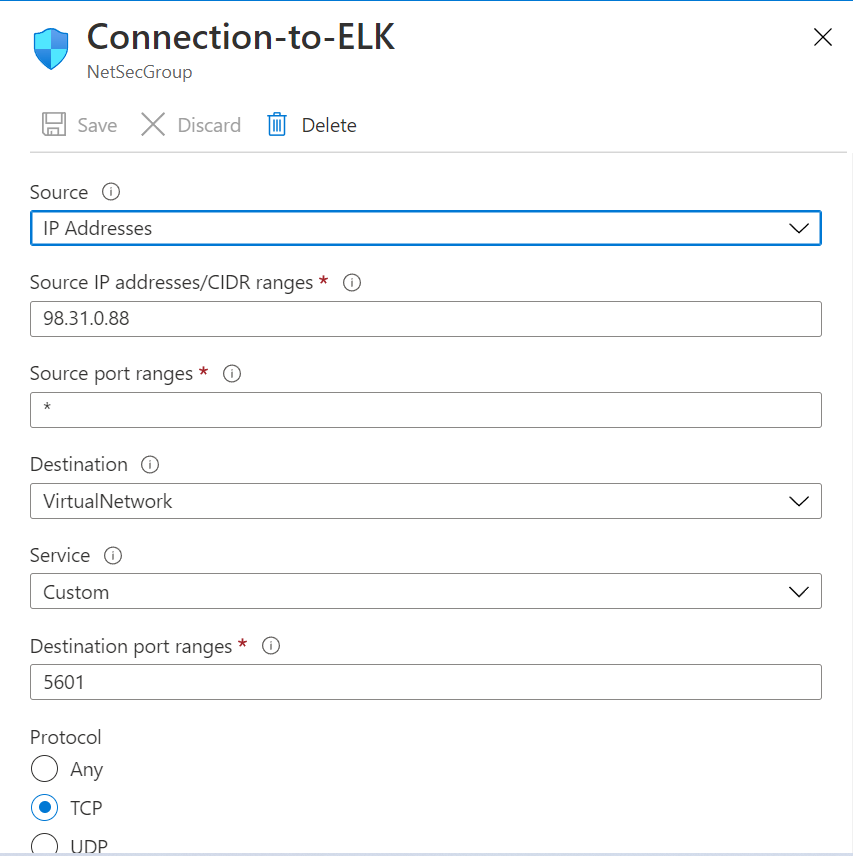 Connection-to-ELK
NetSecGroup
Save Discard Delete
Source
IP Addresses
Source IP addresses/CIDR ranges *
98.31.0.88
Source port ranges *
*
Destination
VirtualNetwork
Service
Custom
Destination port ranges *
5601
Protocol
Any
TCP
UDP